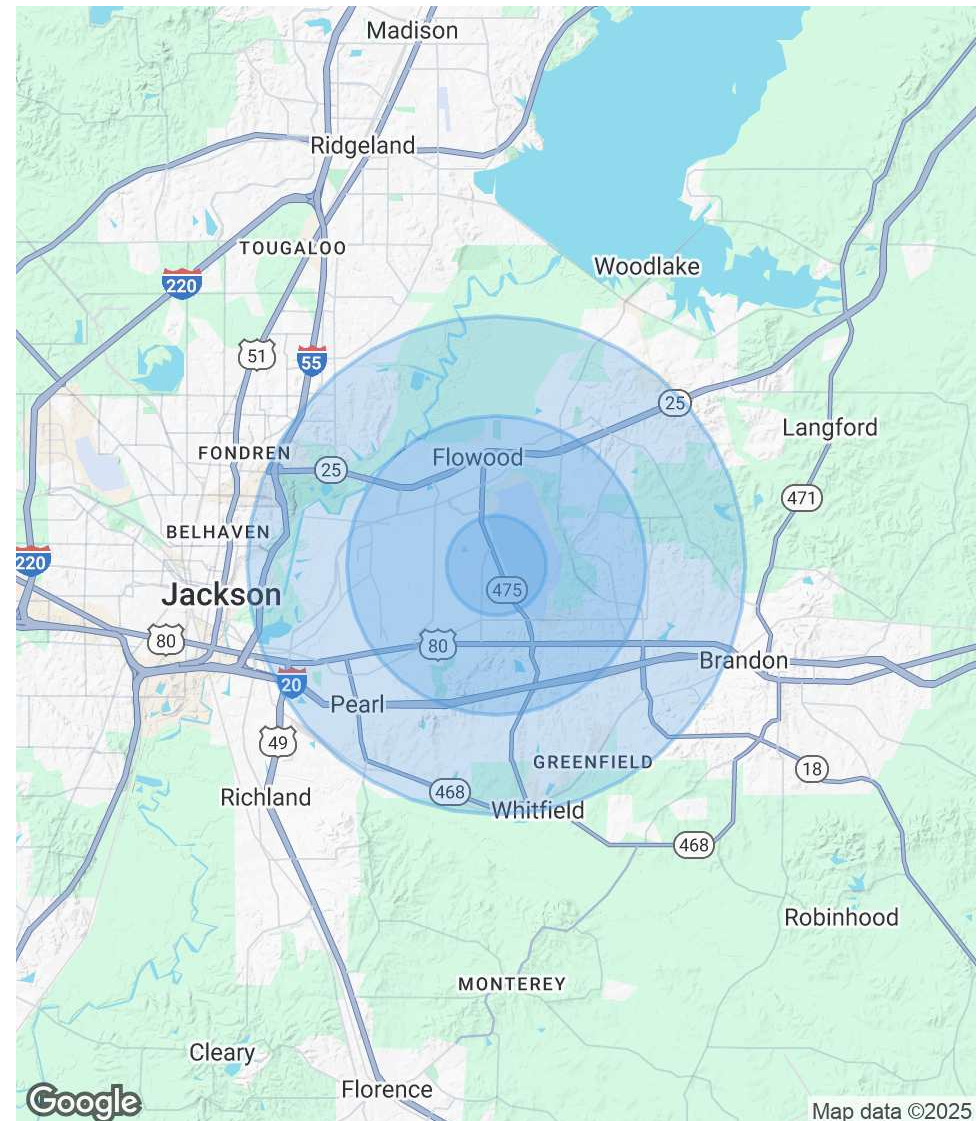 Madison
Ridgeland
TOUGALOO
Woodlake
220
51
55
25
Langford
FONDREN
Flowood
25
471
BELHAVEN
220
475
Jackson
80
80
Brandon
20
Pearl
49
GREENFIELD
18
468
Richland
Whitfield
468
Robinhood
MONTEREY
Cleary
Florence
Google
Map data ©2025